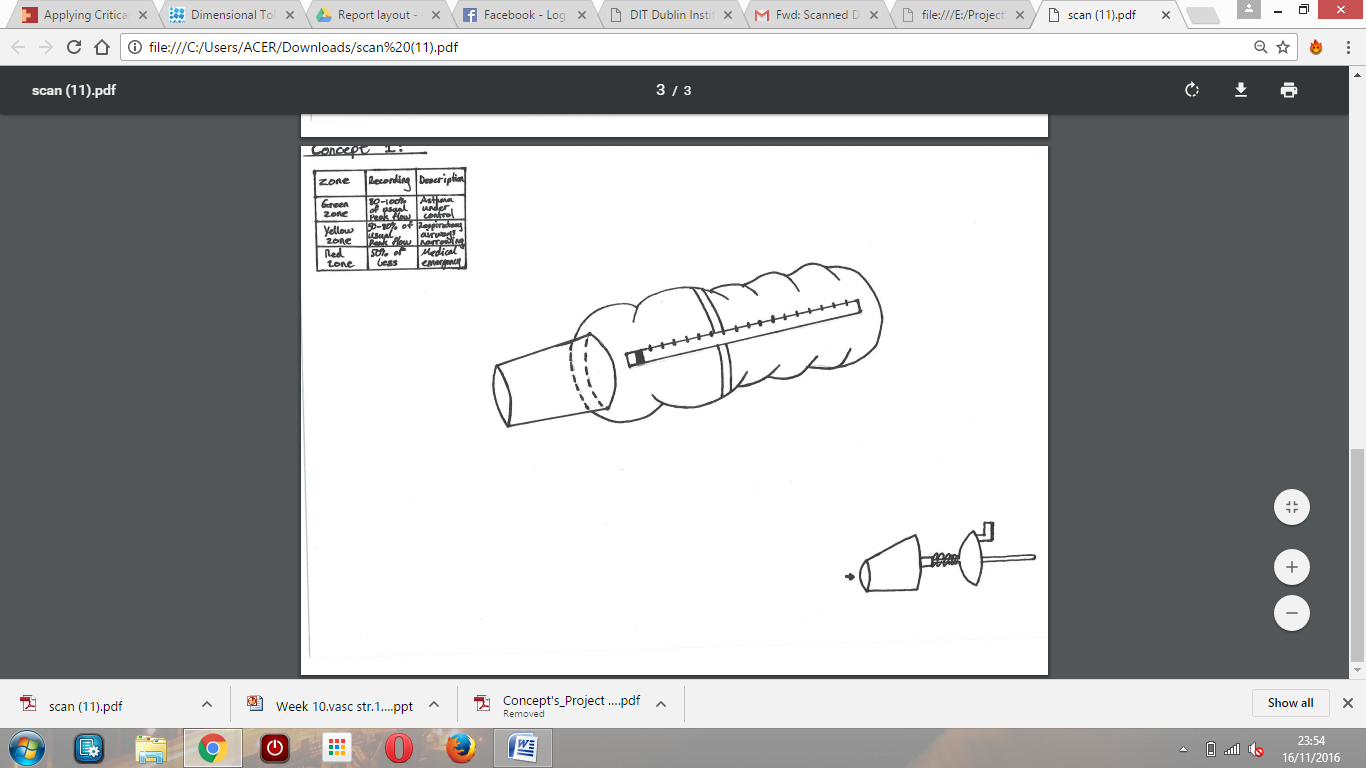 Applying Critica
Dimensional Tol
Report layout -
Facebook - Log
DIT Dublin Insti
Fwd: Scanned D
file:///E:/Project
scan (11).pdf
file:///C:/Users/ACER/Downloads/scan%20(11).pdf
scan (11).pdf
3 / 3
Concept 1:
Zone Recording Description
Green zone
80-100% of usual Peak flow
Asthma under control
Yellow zone
50-80% of usual Peak flow
Respiratory airways narrowing
Red zone
50% of less
Medical emergency
scan (11).pdf
Week 10.vasc str.1....ppt
Concept's_Project ....pdf
Removed
Show all
23:54
16/11/2016